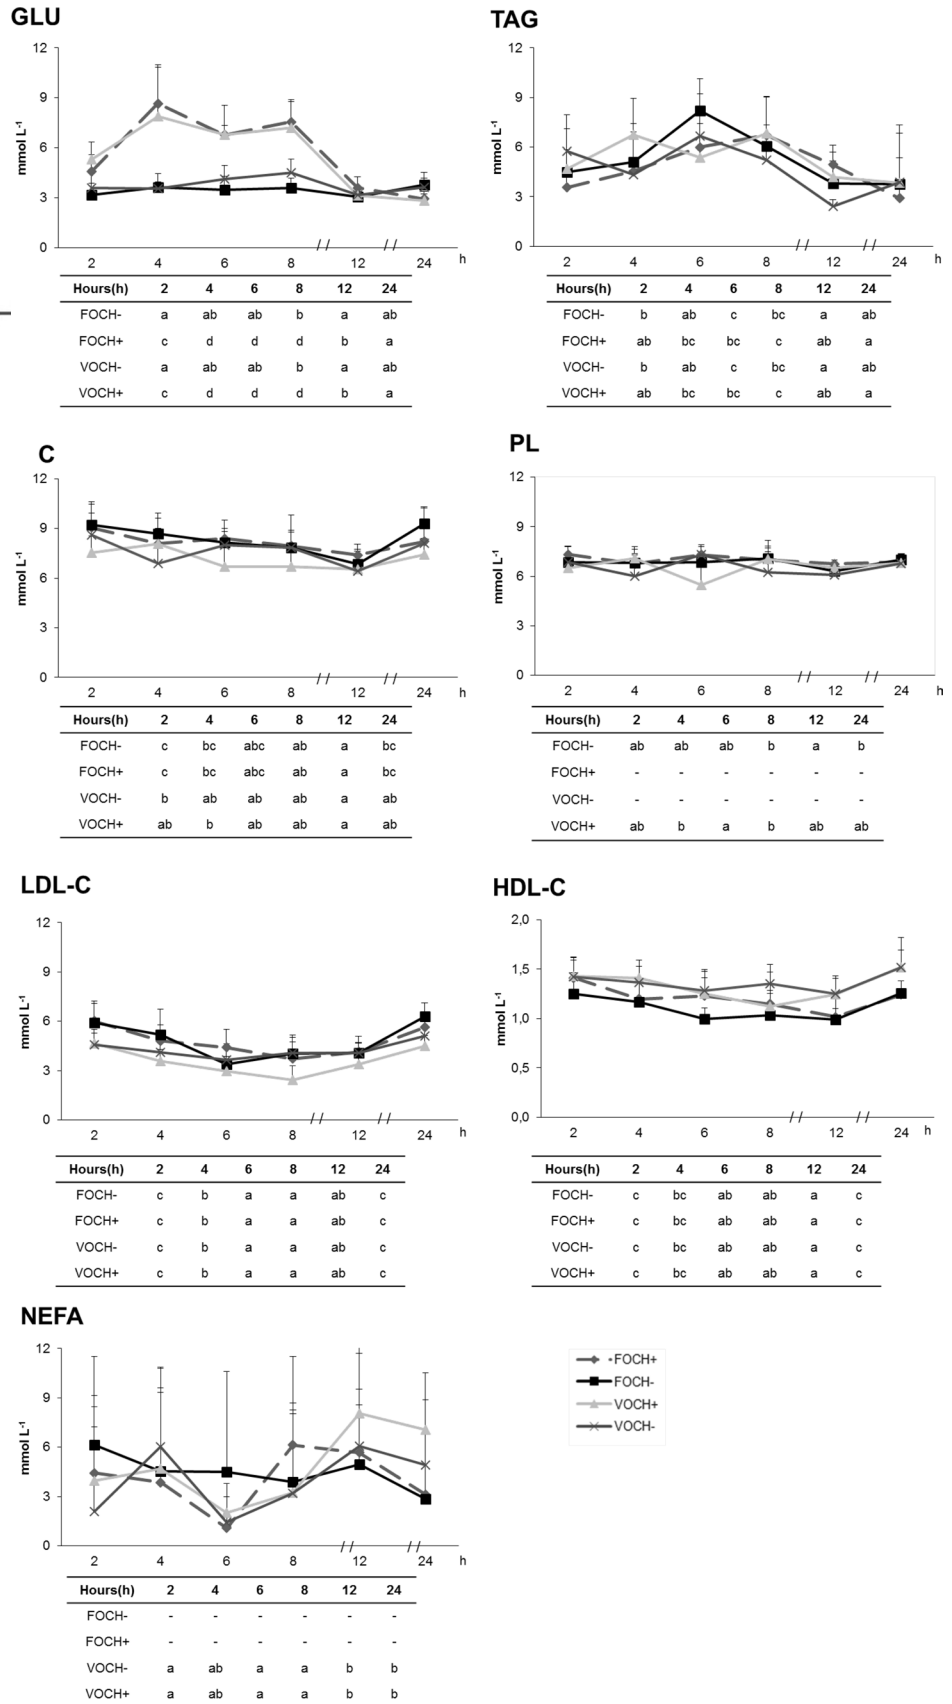 GLU
12
9
6
3
0
mmol L-1
2 4 6 8 12 24 h
Hours(h) 2 4 6 8 12 24
FOCH- a ab ab b a ab
FOCH+ c d d d b a
VOCH- a ab ab b a ab
VOCH+ c d d d b a
TAG
12
9
6
3
0
mmol L-1
2 4 6 8 12 24 h
Hours(h) 2 4 6 8 12 24
FOCH- b ab c bc a ab
FOCH+ ab bc bc c ab a
VOCH- b ab c bc a ab
VOCH+ ab bc bc c ab a
C
12
9
6
3
0
mmol L-1
2 4 6 8 12 24 h
Hours(h) 2 4 6 8 12 24
FOCH- c bc abc ab a bc
FOCH+ c bc abc ab a bc
VOCH- b ab ab ab a ab
VOCH+ ab b ab ab a ab
PL
12
9
6
3
0
mmol L-1
2 4 6 8 12 24 h
Hours(h) 2 4 6 8 12 24
FOCH- ab ab ab b a b
FOCH+ - - - - - -
VOCH- - - - - - -
VOCH+ ab b a b ab ab
LDL-C
12
9
6
3
0
mmol L-1
2 4 6 8 12 24 h
Hours(h) 2 4 6 8 12 24
FOCH- c b a a ab c
FOCH+ c b a a ab c
VOCH- c b a a ab c
VOCH+ c b a a ab c
HDL-C
2,0
1,5
1,0
0,5
0,0
mmol L-1
2 4 6 8 12 24 h
Hours(h) 2 4 6 8 12 24
FOCH- c bc ab ab a c
FOCH+ c bc ab ab a c
VOCH- c bc ab ab a c
VOCH+ c bc ab ab a c
NEFA
12
9
6
3
0
mmol L-1
2 4 6 8 12 24 h
Hours(h) 2 4 6 8 12 24
FOCH- - - - - - -
FOCH+ - - - - - -
VOCH- a ab a a b b
VOCH+ a ab a a b b
FOCH+
FOCH-
VOCH+
VOCH-